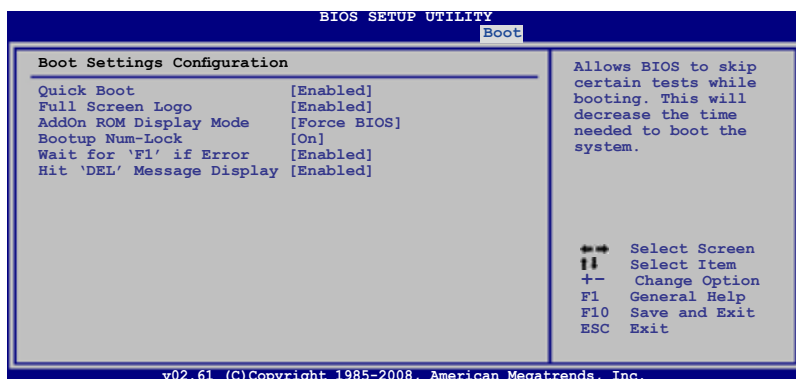 BIOS SETUP UTILITY
Boot
Boot Settings Configuration
Quick Boot [Enabled]
Full Screen Logo [Enabled]
AddOn ROM Display Mode [Force BIOS]
Bootup Num-Lock [On]
Wait for ‘F1’ if Error [Enabled]
Hit ‘DEL’ Message Display [Enabled]
Allows BIOS to skip
certain tests while
booting. This will
decrease the time
needed to boot the
system.
←→ Select Screen
↑↓ Select Item
+- Change Option
F1 General Help
F10 Save and Exit
ESC Exit
v02.61 (C)Copyright 1985-2008, American Megatrends, Inc.